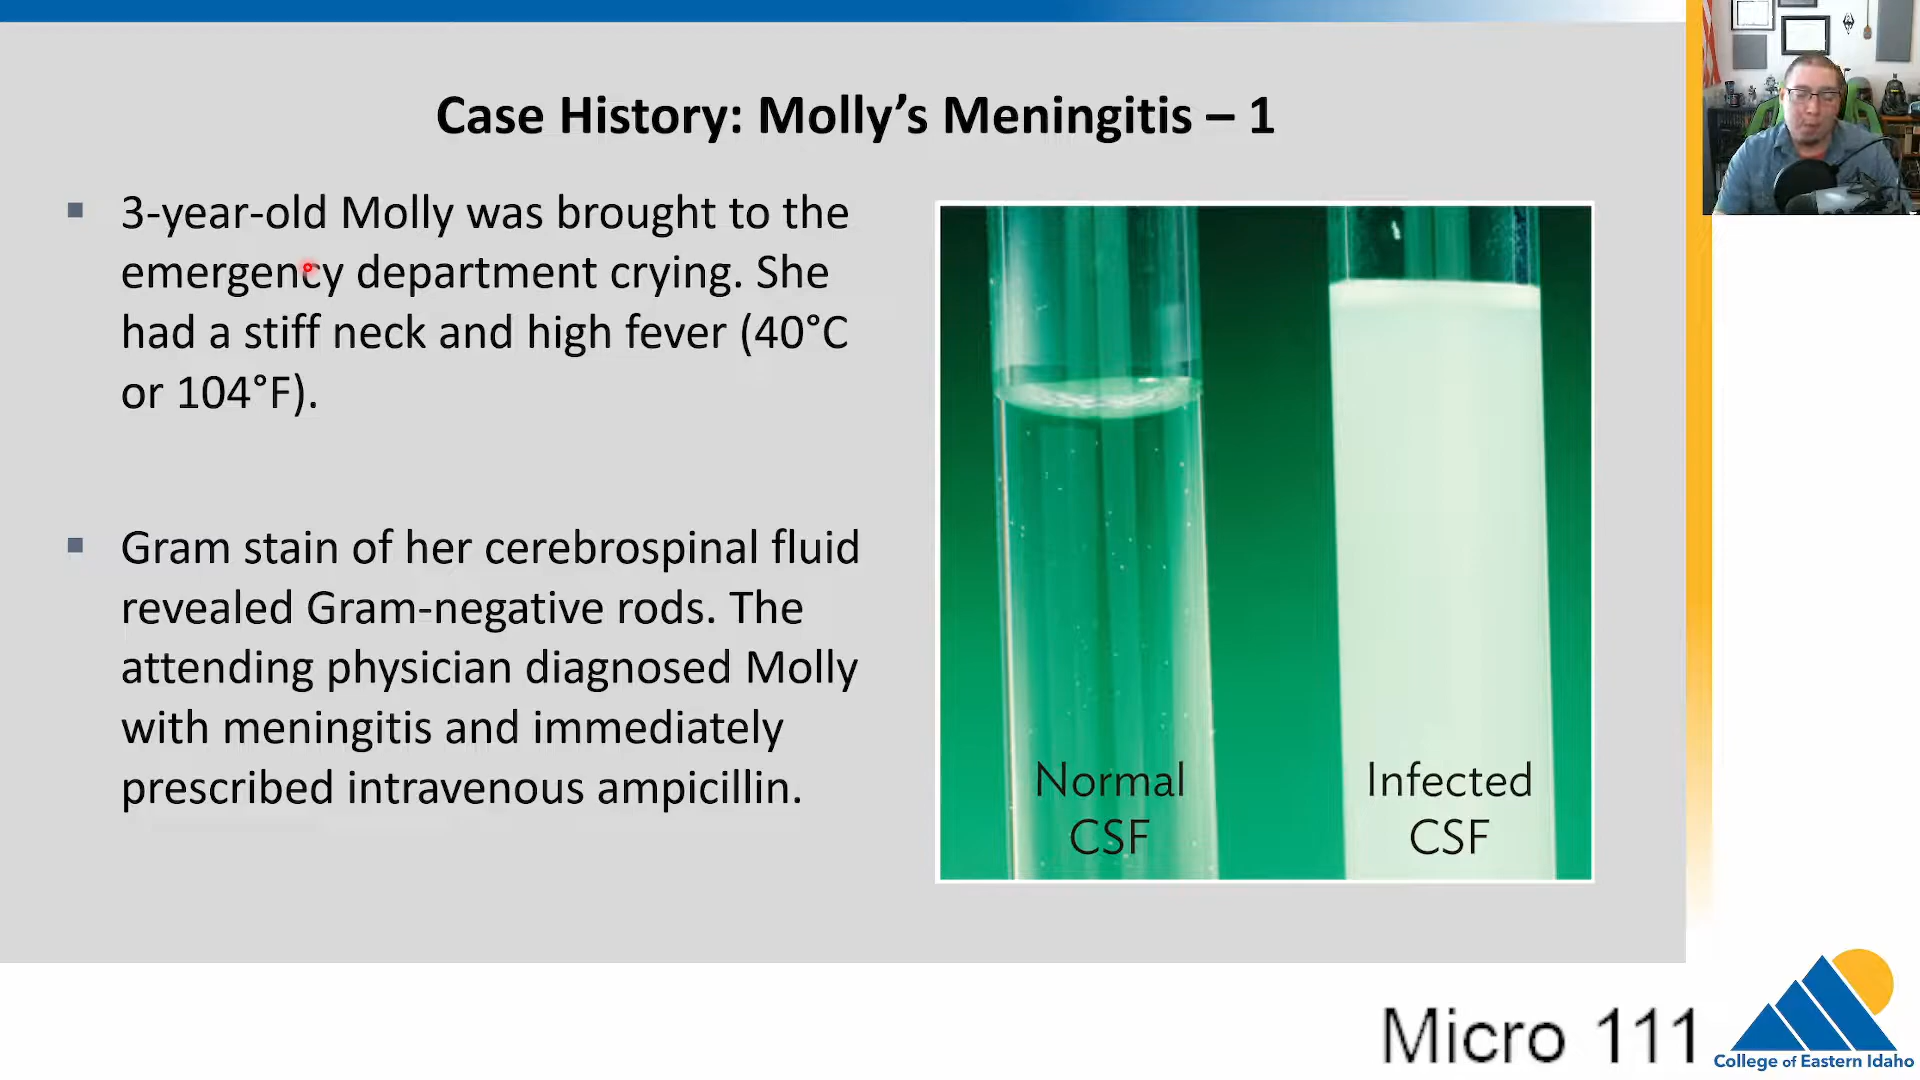 Case History: Molly’s Meningitis – 1
3-year-old Molly was brought to the
emergency department crying. She
had a stiff neck and high fever (40°C
or 104°F).
Gram stain of her cerebrospinal fluid
revealed Gram-negative rods. The
attending physician diagnosed Molly
with meningitis and immediately
prescribed intravenous ampicillin.
Normal
CSF
Infected
CSF
Micro 111
College of Eastern Idaho